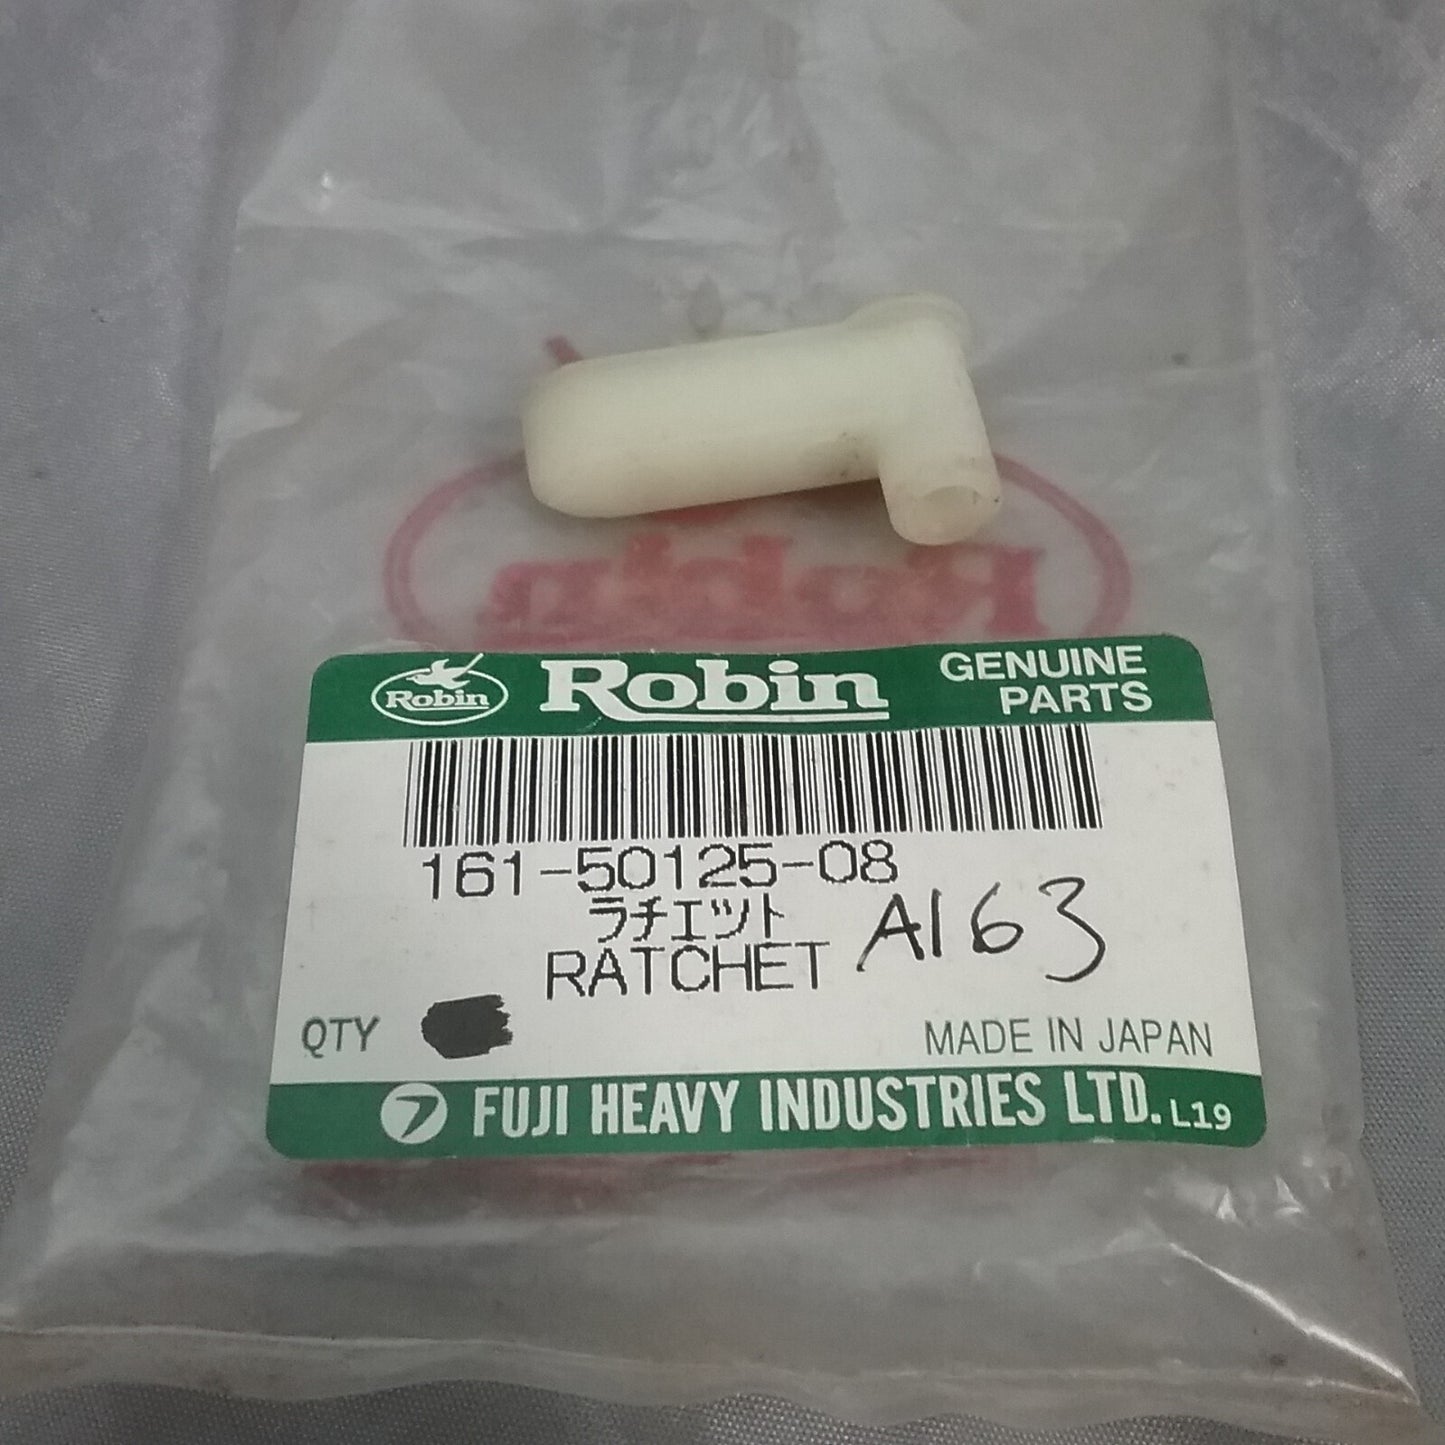 Robin
Robin Robin GENUINE PARTS
161-50125-08
ラチエツト
RATCHET A163
QTY
MADE IN JAPAN
FUJI HEAVY INDUSTRIES LTD. L19